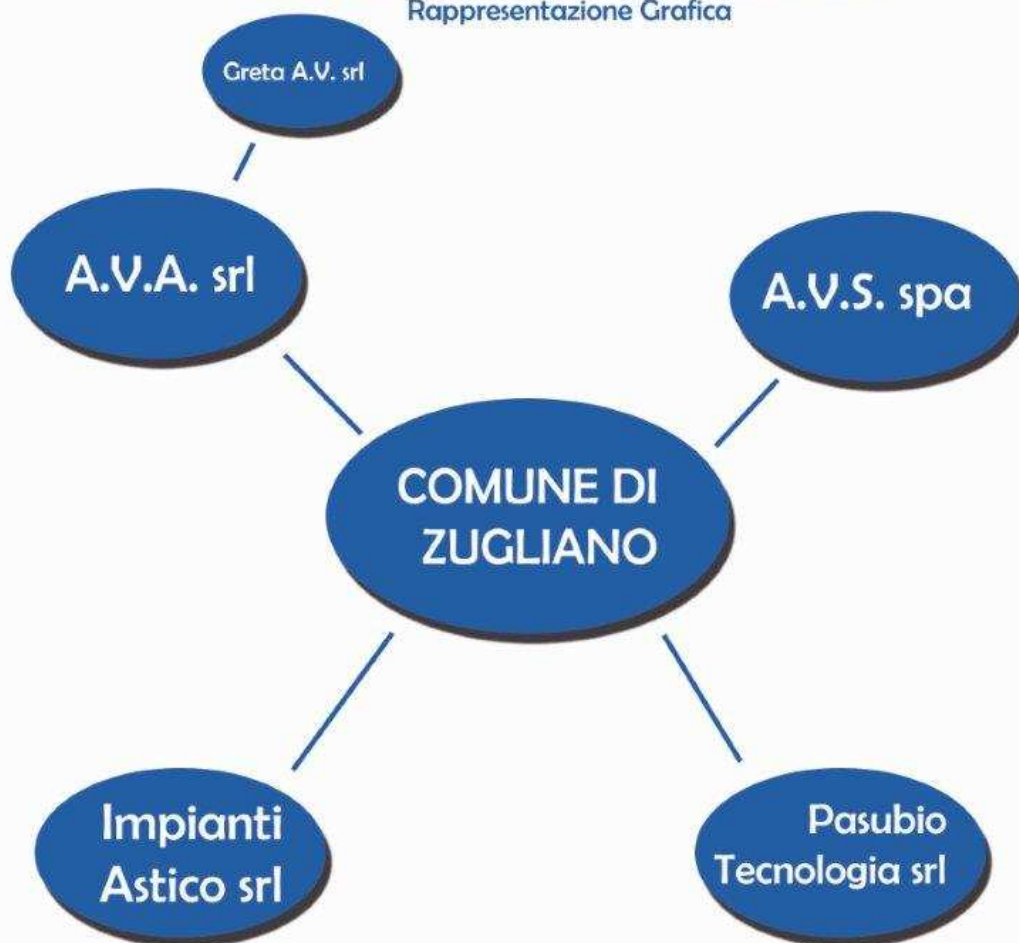 Rappresentazione Grafica
Greta A.V. srl
A.V.A. srl
A.V.S. spa
COMUNE DI
ZUGLIANO
Impianti
Astico srl
Pasubio
Tecnologia srl